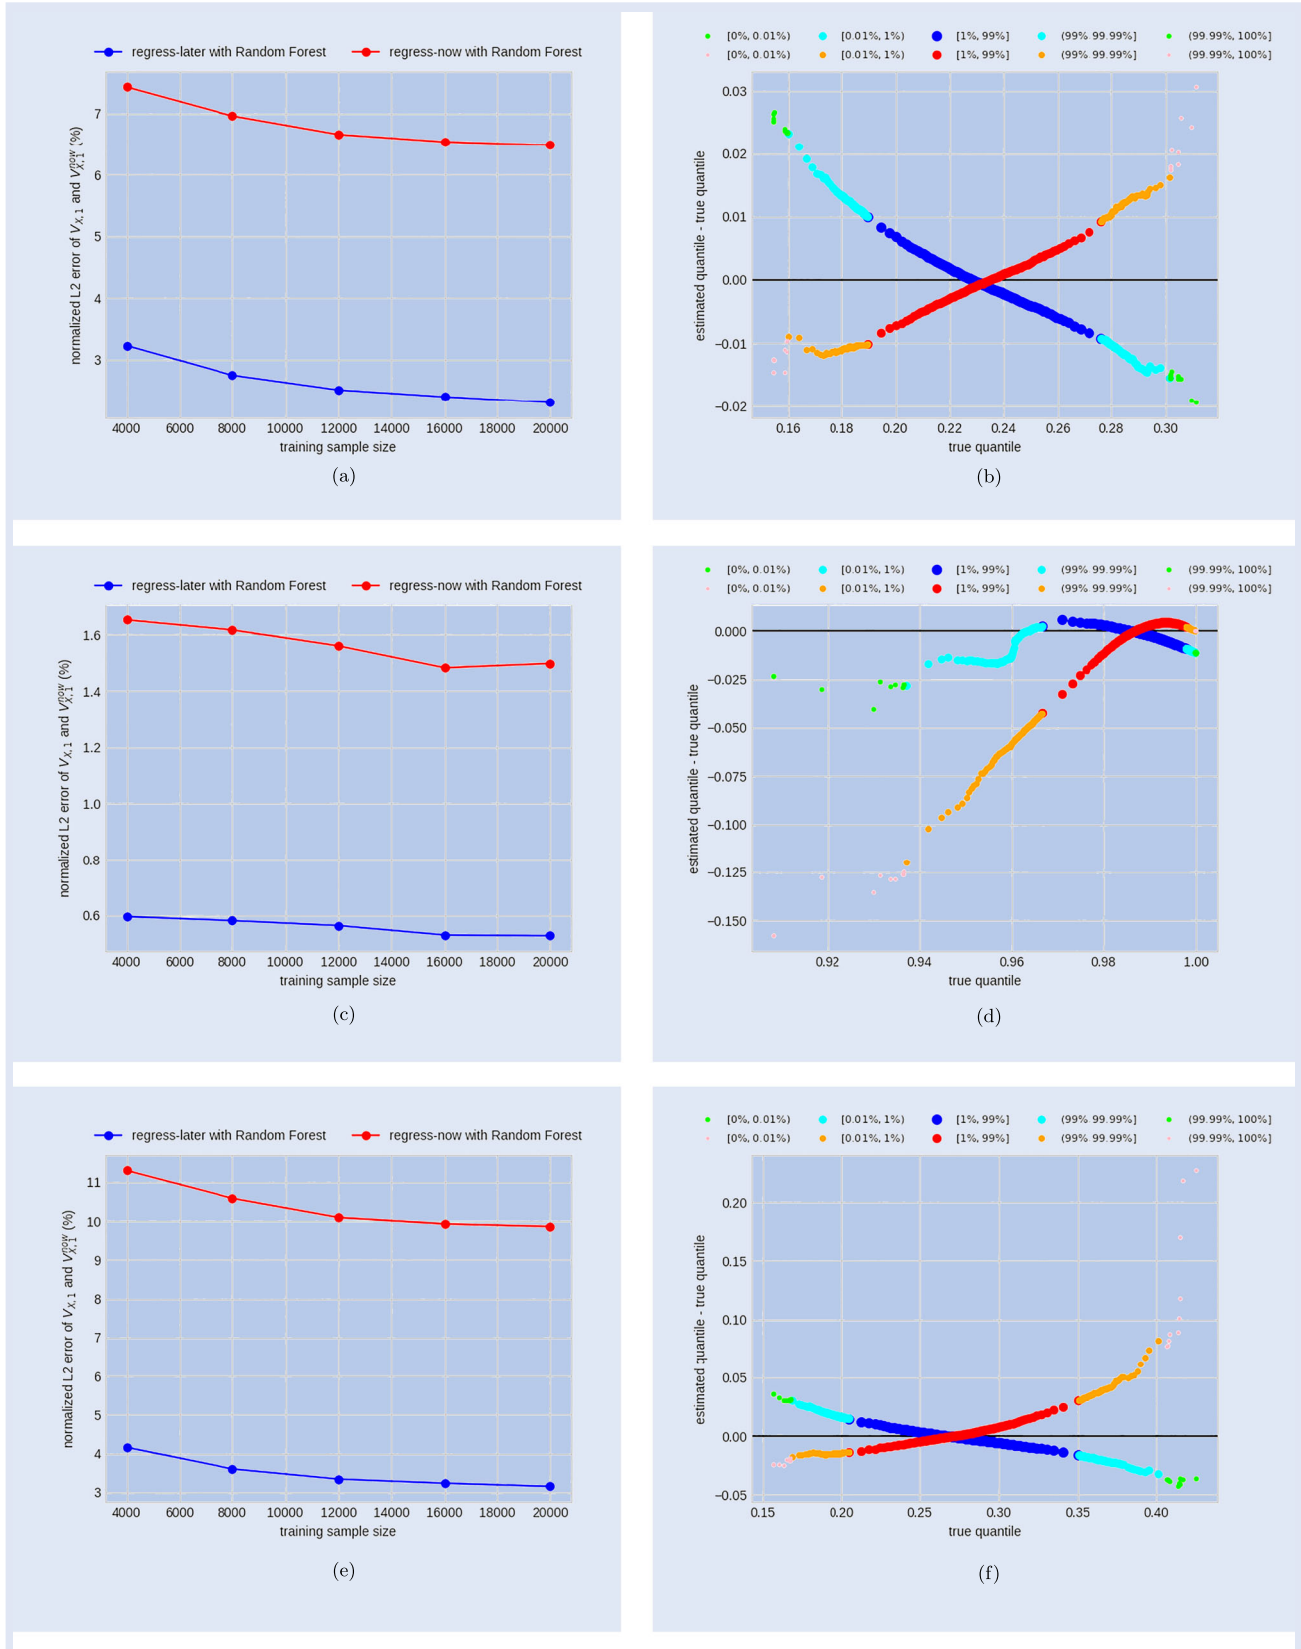 regress-later with Random Forest regress-now with Random Forest
normalized L2 error of V_{X,1} and V_{X,1}^{now} (%)
7
6
5
4
3
4000 6000 8000 10000 12000 14000 16000 18000 20000
training sample size
(a)
[0%, 0.01%) [0.01%, 1%) [1%, 99%] (99% 99.99%] (99.99%, 100%]
[0%, 0.01%) [0.01%, 1%) [1%, 99%] (99% 99.99%] (99.99%, 100%]
estimated quantile - true quantile
0.03
0.02
0.01
0.00
−0.01
−0.02
0.16 0.18 0.20 0.22 0.24 0.26 0.28 0.30
true quantile
(b)
regress-later with Random Forest regress-now with Random Forest
normalized L2 error of V_{X,1} and V_{X,1}^{now} (%)
1.6
1.4
1.2
1.0
0.8
0.6
4000 6000 8000 10000 12000 14000 16000 18000 20000
training sample size
(c)
[0%, 0.01%) [0.01%, 1%) [1%, 99%] (99% 99.99%] (99.99%, 100%]
[0%, 0.01%) [0.01%, 1%) [1%, 99%] (99% 99.99%] (99.99%, 100%]
estimated quantile - true quantile
0.000
−0.025
−0.050
−0.075
−0.100
−0.125
−0.150
0.92 0.94 0.96 0.98 1.00
true quantile
(d)
regress-later with Random Forest regress-now with Random Forest
normalized L2 error of V_{X,1} and V_{X,1}^{now} (%)
11
10
9
8
7
6
5
4
3
4000 6000 8000 10000 12000 14000 16000 18000 20000
training sample size
(e)
[0%, 0.01%) [0.01%, 1%) [1%, 99%] (99% 99.99%] (99.99%, 100%]
[0%, 0.01%) [0.01%, 1%) [1%, 99%] (99% 99.99%] (99.99%, 100%]
estimated quantile - true quantile
0.20
0.15
0.10
0.05
0.00
−0.05
0.15 0.20 0.25 0.30 0.35 0.40
true quantile
(f)